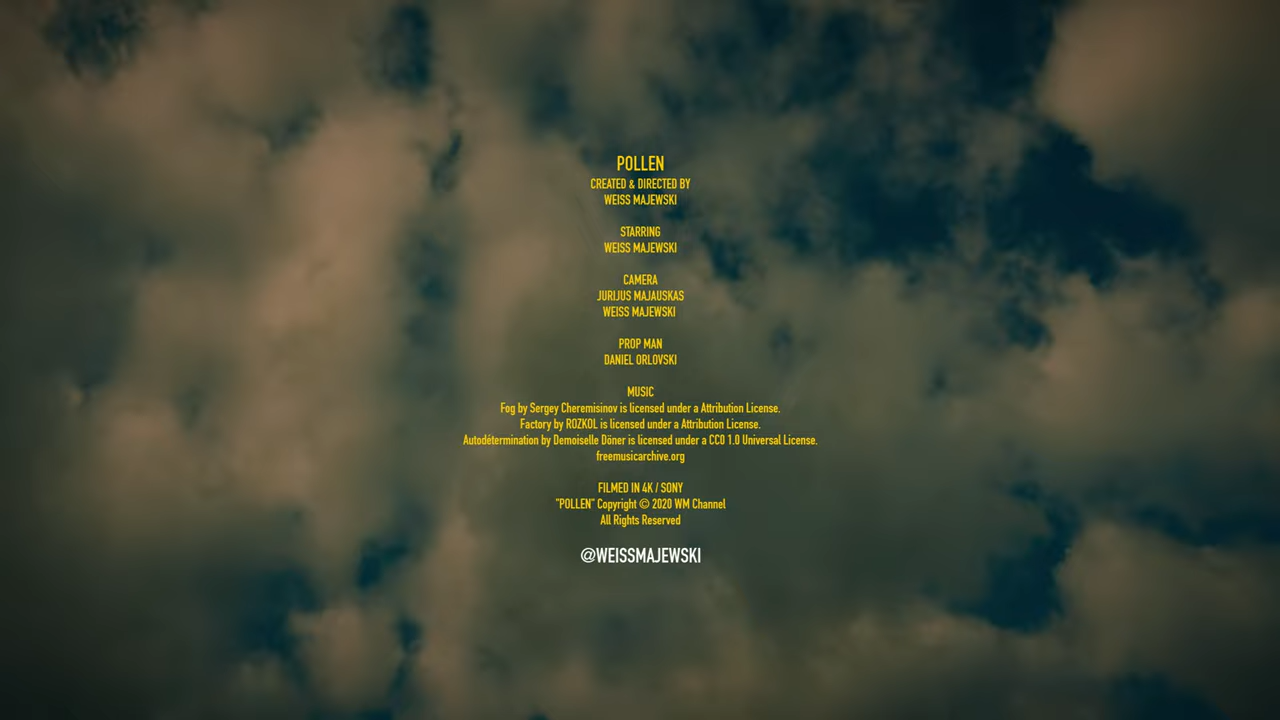 POLLEN
CREATED & DIRECTED BY
WEISS MAJEWSKI
STARRING
WEISS MAJEWSKI
CAMERA
JURIJUS MAJAUSKAS
WEISS MAJEWSKI
PROP MAN
DANIEL ORLOVSKI
MUSIC
Fog by Sergey Cheremisinov is licensed under a Attribution License.
Factory by ROZKOL is licensed under a Attribution License.
Autodétermination by Demoiselle Döner is licensed under a CC0 1.0 Universal License.
freemusicarchive.org
FILMED IN 4K / SONY
"POLLEN" Copyright © 2020 WM Channel
All Rights Reserved
@WEISSMAJEWSKI